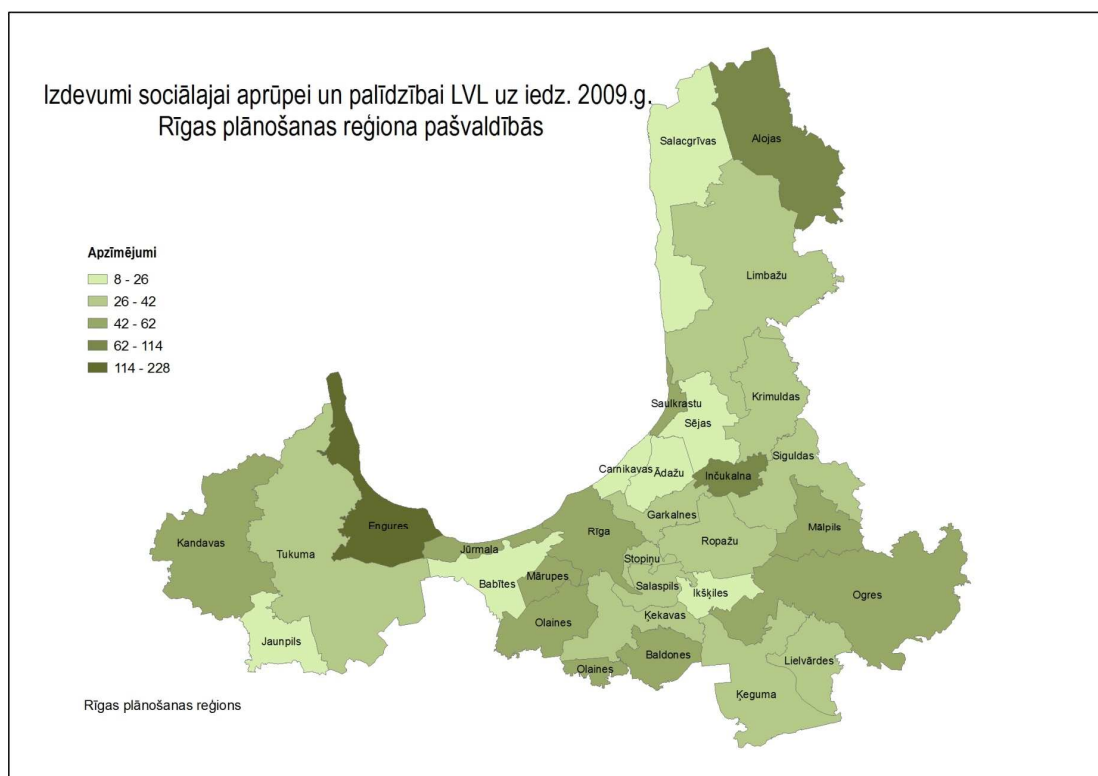 Izdevumi sociālajai aprūpei un palīdzībai LVL uz iedz. 2009.g.
Rīgas plānošanas reģiona pašvaldībās
Apzīmējumi
8 - 26
26 - 42
42 - 62
62 - 114
114 - 228
Salacgrīvas
Alojas
Limbažu
Krimuldas
Saulkrastu
Sējas
Siguldas
Carnikavas
Ādažu
Inčukalna
Garkalnes
Engures
Rīga
Mālpils
Kandavas
Tukuma
Jūrmala
Ropažu
Stopiņu
Babītes
Mārupes
Salaspils
Ikšķiles
Ogres
Ķekavas
Olaines
Jaunpils
Baldones
Lielvārdes
Olaines
Ķeguma
Rīgas plānošanas reģions